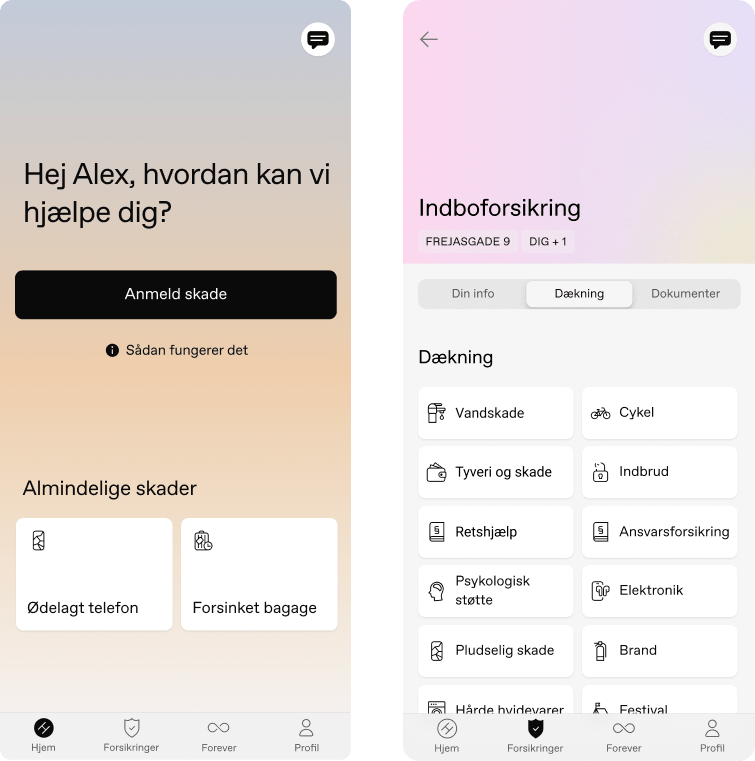 Hej Alex, hvordan kan vi
hjælpe dig?
Anmeld skade
Sådan fungerer det
Almindelige skader
Ødelagt telefon
Forsinket bagage
Hjem
Forsikringer
Forever
Profil
Indboforsikring
FREJASGADE 9
DIG + 1
Din info
Dækning
Dokumenter
Dækning
Vandskade
Cykel
Tyveri og skade
Indbrud
Retshjælp
Ansvarsforsikring
Psykologisk
støtte
Elektronik
Pludselig skade
Brand
Hårde hvidevarer
Festival
Hjem
Forsikringer
Forever
Profil